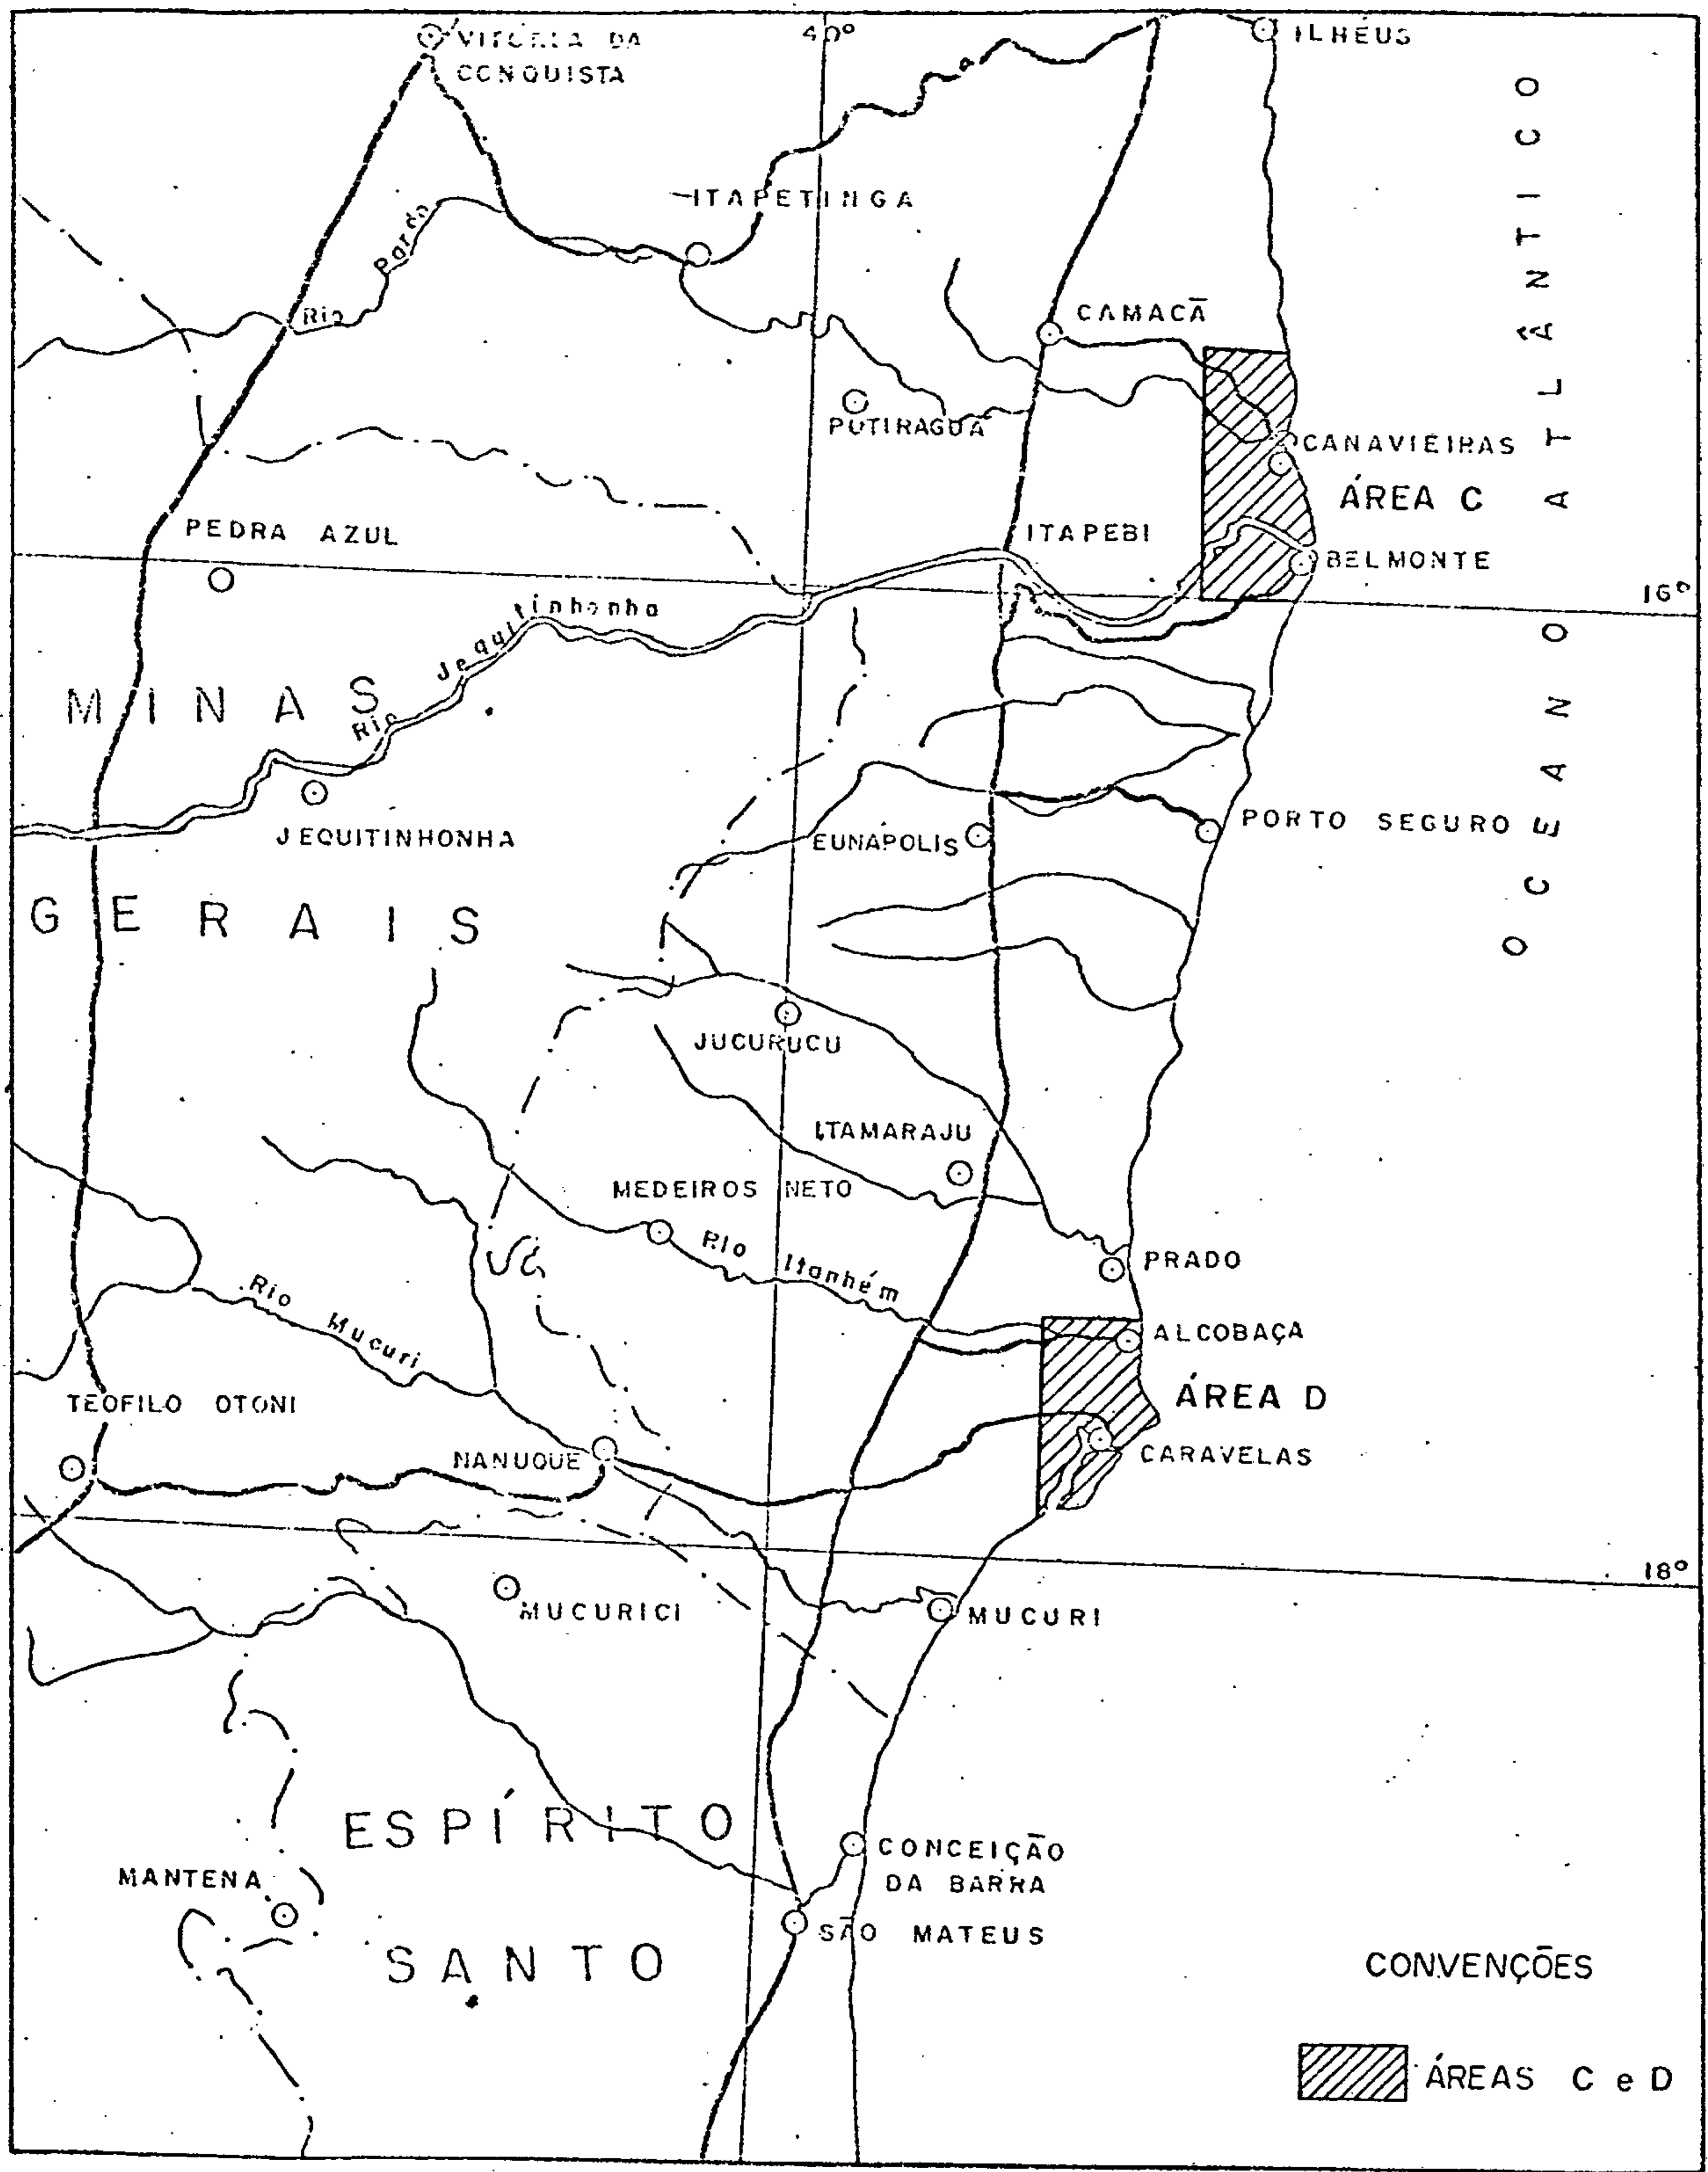 40°
ILHÉUS
VITÓRIA DA
CONQUISTA
ITAPETINGA
Rio Pardo
CAMACÃ
POTIRAGUÁ
CANAVIEIRAS
ÁREA C
PEDRA AZUL
ITAPEBI
BELMONTE
16°
Rio Jequitinhonha
MINAS
GERAIS
JEQUITINHONHA
EUNÁPOLIS
PORTO SEGURO
OCEANO ATLÂNTICO
JUCURUCU
ITAMARAJU
MEDEIROS NETO
Rio Itanhém
PRADO
Rio Mucuri
ALCOBAÇA
ÁREA D
TEOFILO OTONI
NANUQUE
CARAVELAS
18°
MUCURICI
MUCURI
ESPÍRITO
SANTO
CONCEIÇÃO
DA BARRA
MANTENA
SÃO MATEUS
CONVENÇÕES
ÁREAS C e D